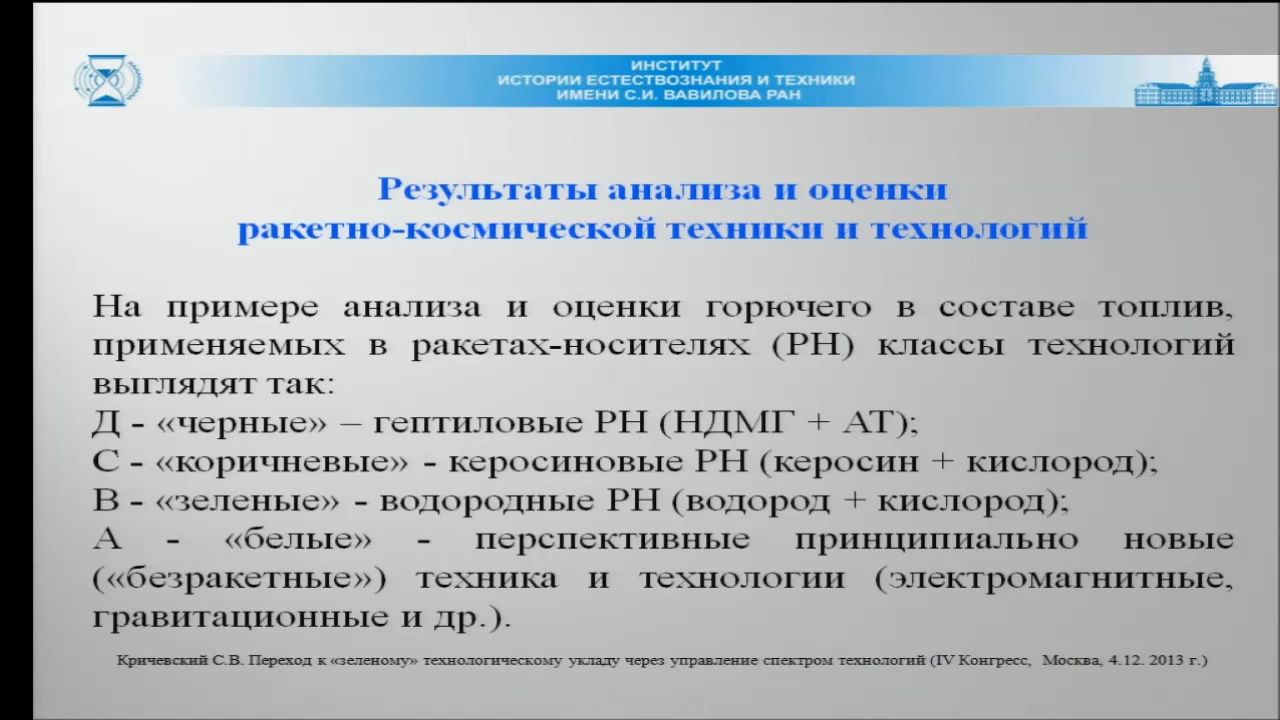 ИНСТИТУТ
ИСТОРИИ ЕСТЕСТВОЗНАНИЯ И ТЕХНИКИ
ИМЕНИ С.И. ВАВИЛОВА РАН
Результаты анализа и оценки
ракетно-космической техники и технологий
На примере анализа и оценки горючего в составе топлив,
применяемых в ракетах-носителях (РН) классы технологий
выглядят так:
Д - «черные» – гептиловые РН (НДМГ + АТ);
С - «коричневые» - керосиновые РН (керосин + кислород);
В - «зеленые» - водородные РН (водород + кислород);
А - «белые» - перспективные принципиально новые
(«безракетные») техника и технологии (электромагнитные,
гравитационные и др.).
Кричевский С.В. Переход к «зеленому» технологическому укладу через управление спектром технологий (IV Конгресс, Москва, 4.12. 2013 г.)